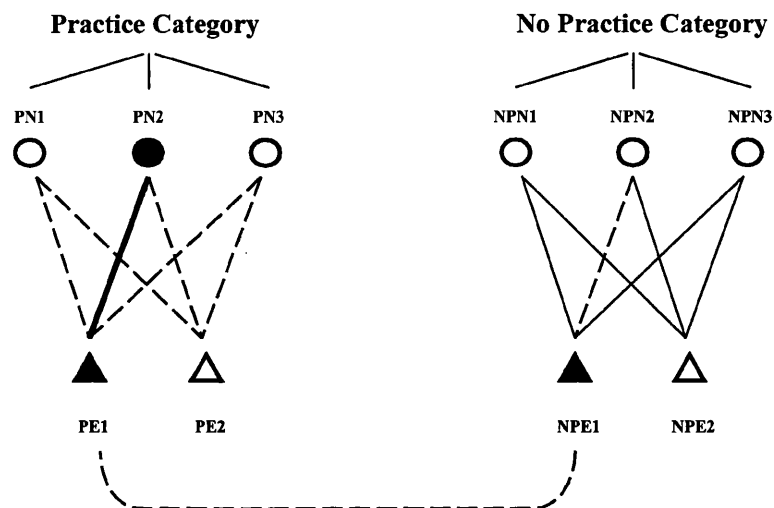 Practice Category
No Practice Category
PN1
PN2
PN3
NPN1
NPN2
NPN3
PE1
PE2
NPE1
NPE2